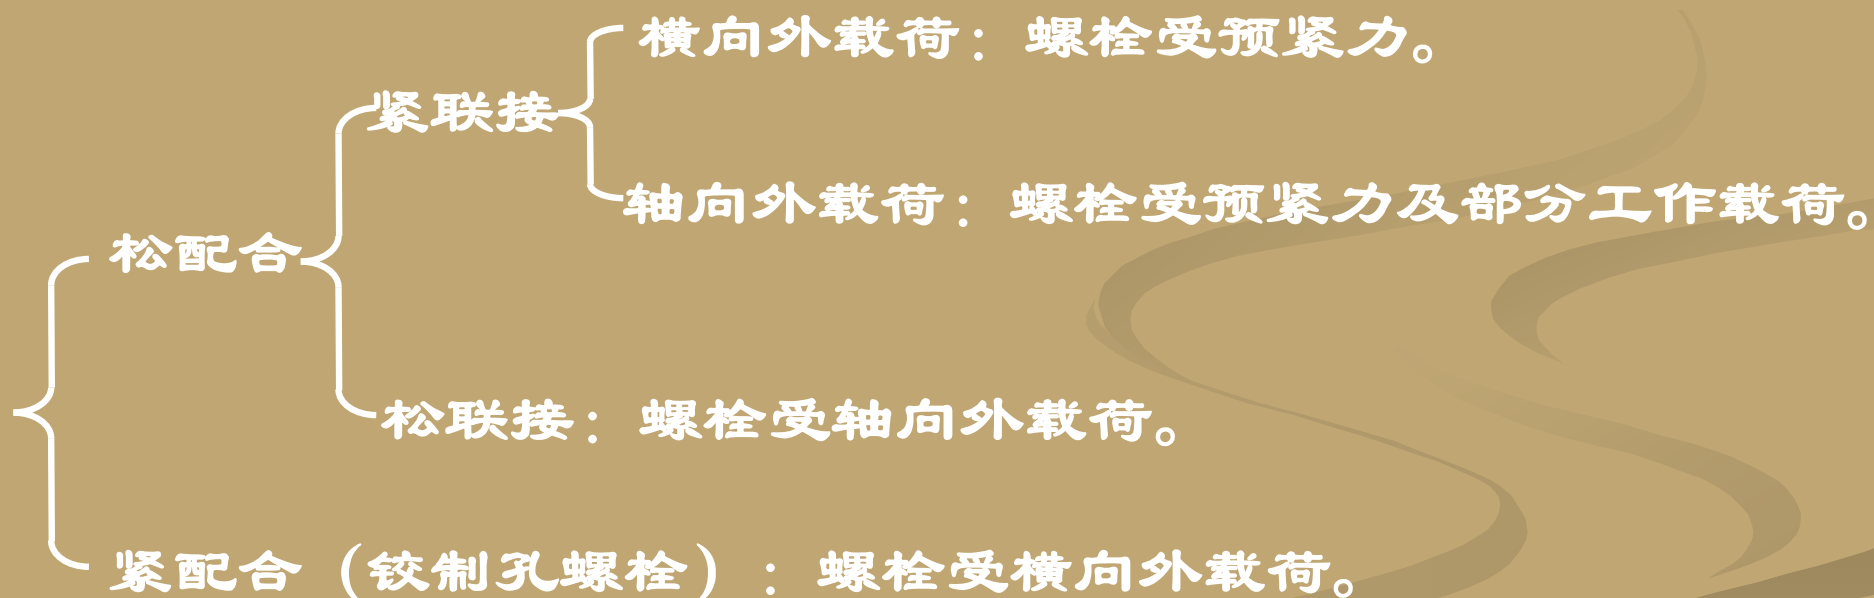 横向外载荷：螺栓受预紧力。
紧联接
轴向外载荷：螺栓受预紧力及部分工作载荷。
松配合
松联接：螺栓受轴向外载荷。
紧配合（铰制孔螺栓）：螺栓受横向外载荷。